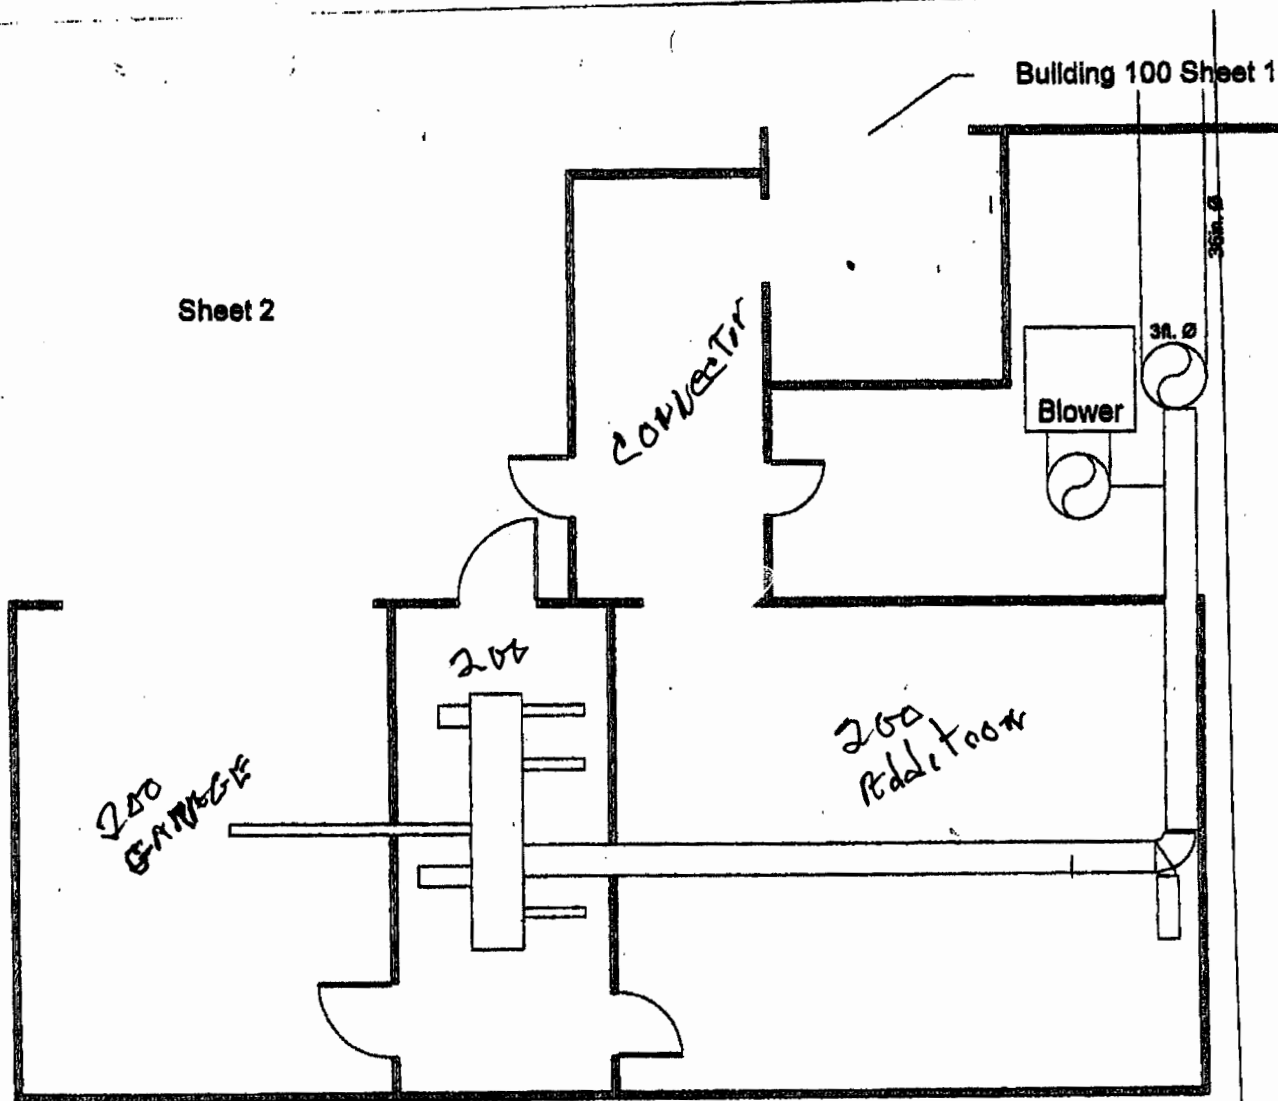 Building 100 Sheet 1
36in. Ø
Sheet 2
3ft. Ø
Blower
CONNECTOR
200
200
Addition
200
GARAGE